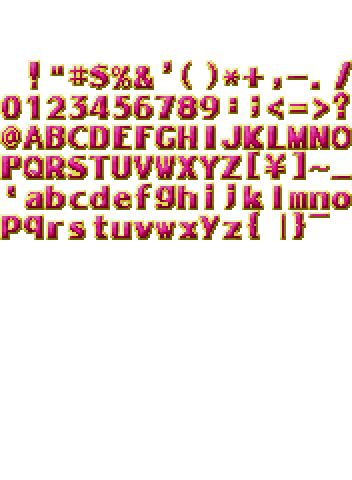 !"#$%&'()*+,-./
0123456789:;<=>?
@ABCDEFGHIJKLMNO
PQRSTUVWXYZ[¥]~_
`abcdefghijklmno
pqrstuvwxyz{|}‾